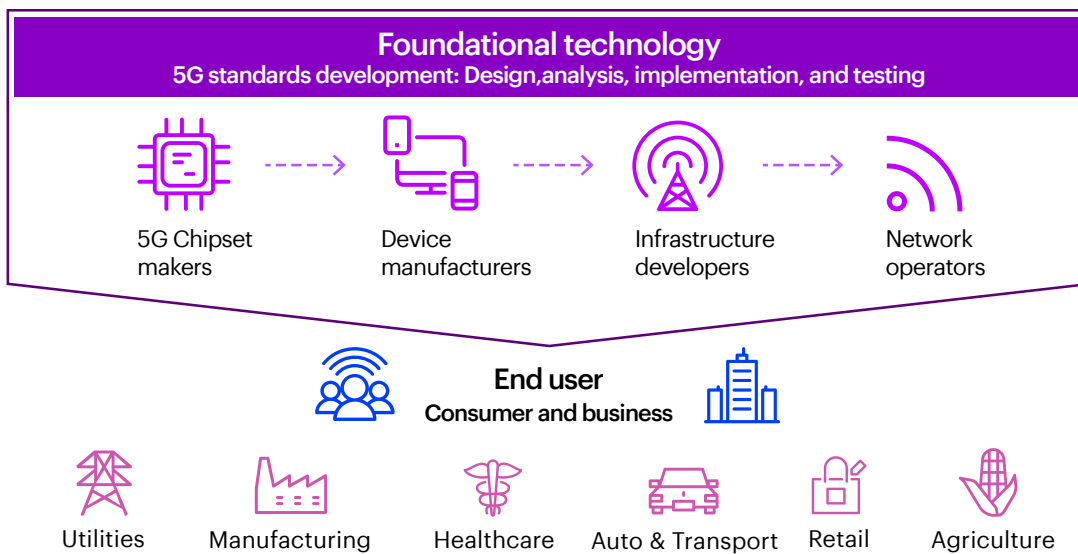 Foundational technology
5G standards development: Design,analysis, implementation, and testing
5G Chipset
makers
Device
manufacturers
Infrastructure
developers
Network
operators
End user
Consumer and business
Utilities
Manufacturing
Healthcare
Auto & Transport
Retail
Agriculture